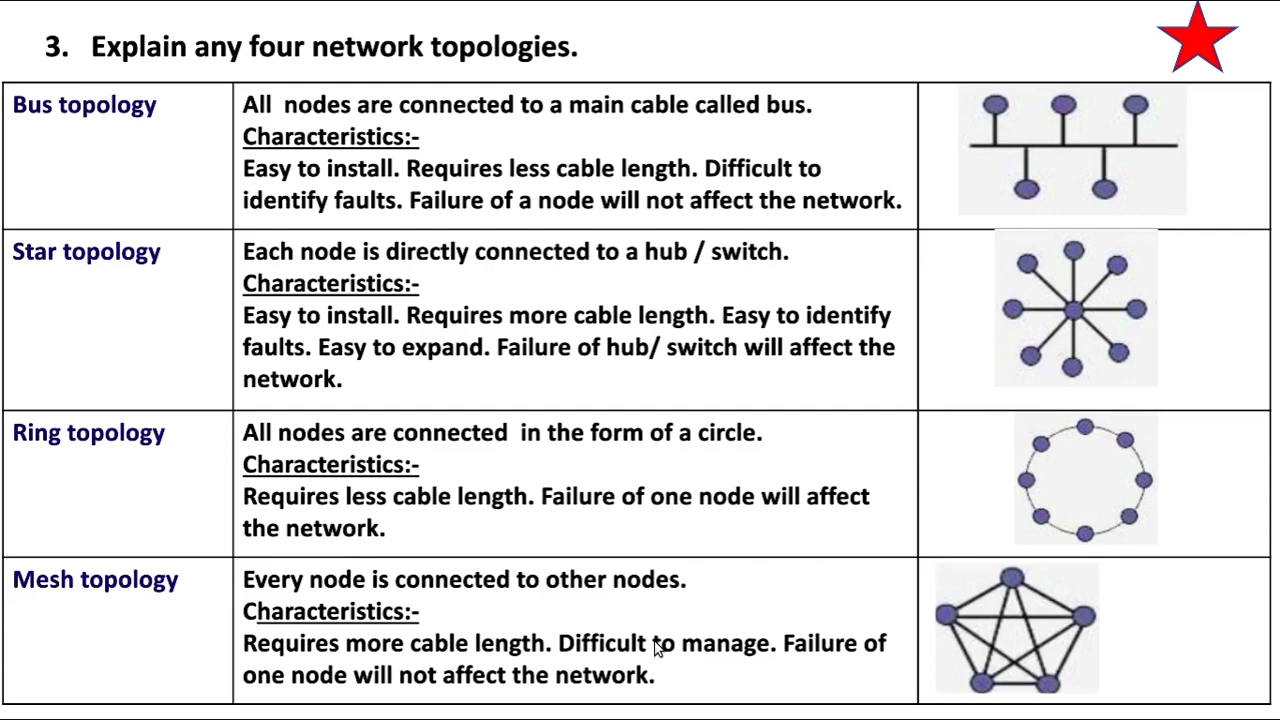 3. Explain any four network topologies.
Bus topology
All nodes are connected to a main cable called bus.
Characteristics:-
Easy to install. Requires less cable length. Difficult to
identify faults. Failure of a node will not affect the network.
Star topology
Each node is directly connected to a hub / switch.
Characteristics:-
Easy to install. Requires more cable length. Easy to identify
faults. Easy to expand. Failure of hub/ switch will affect the
network.
Ring topology
All nodes are connected in the form of a circle.
Characteristics:-
Requires less cable length. Failure of one node will affect
the network.
Mesh topology
Every node is connected to other nodes.
Characteristics:-
Requires more cable length. Difficult to manage. Failure of
one node will not affect the network.